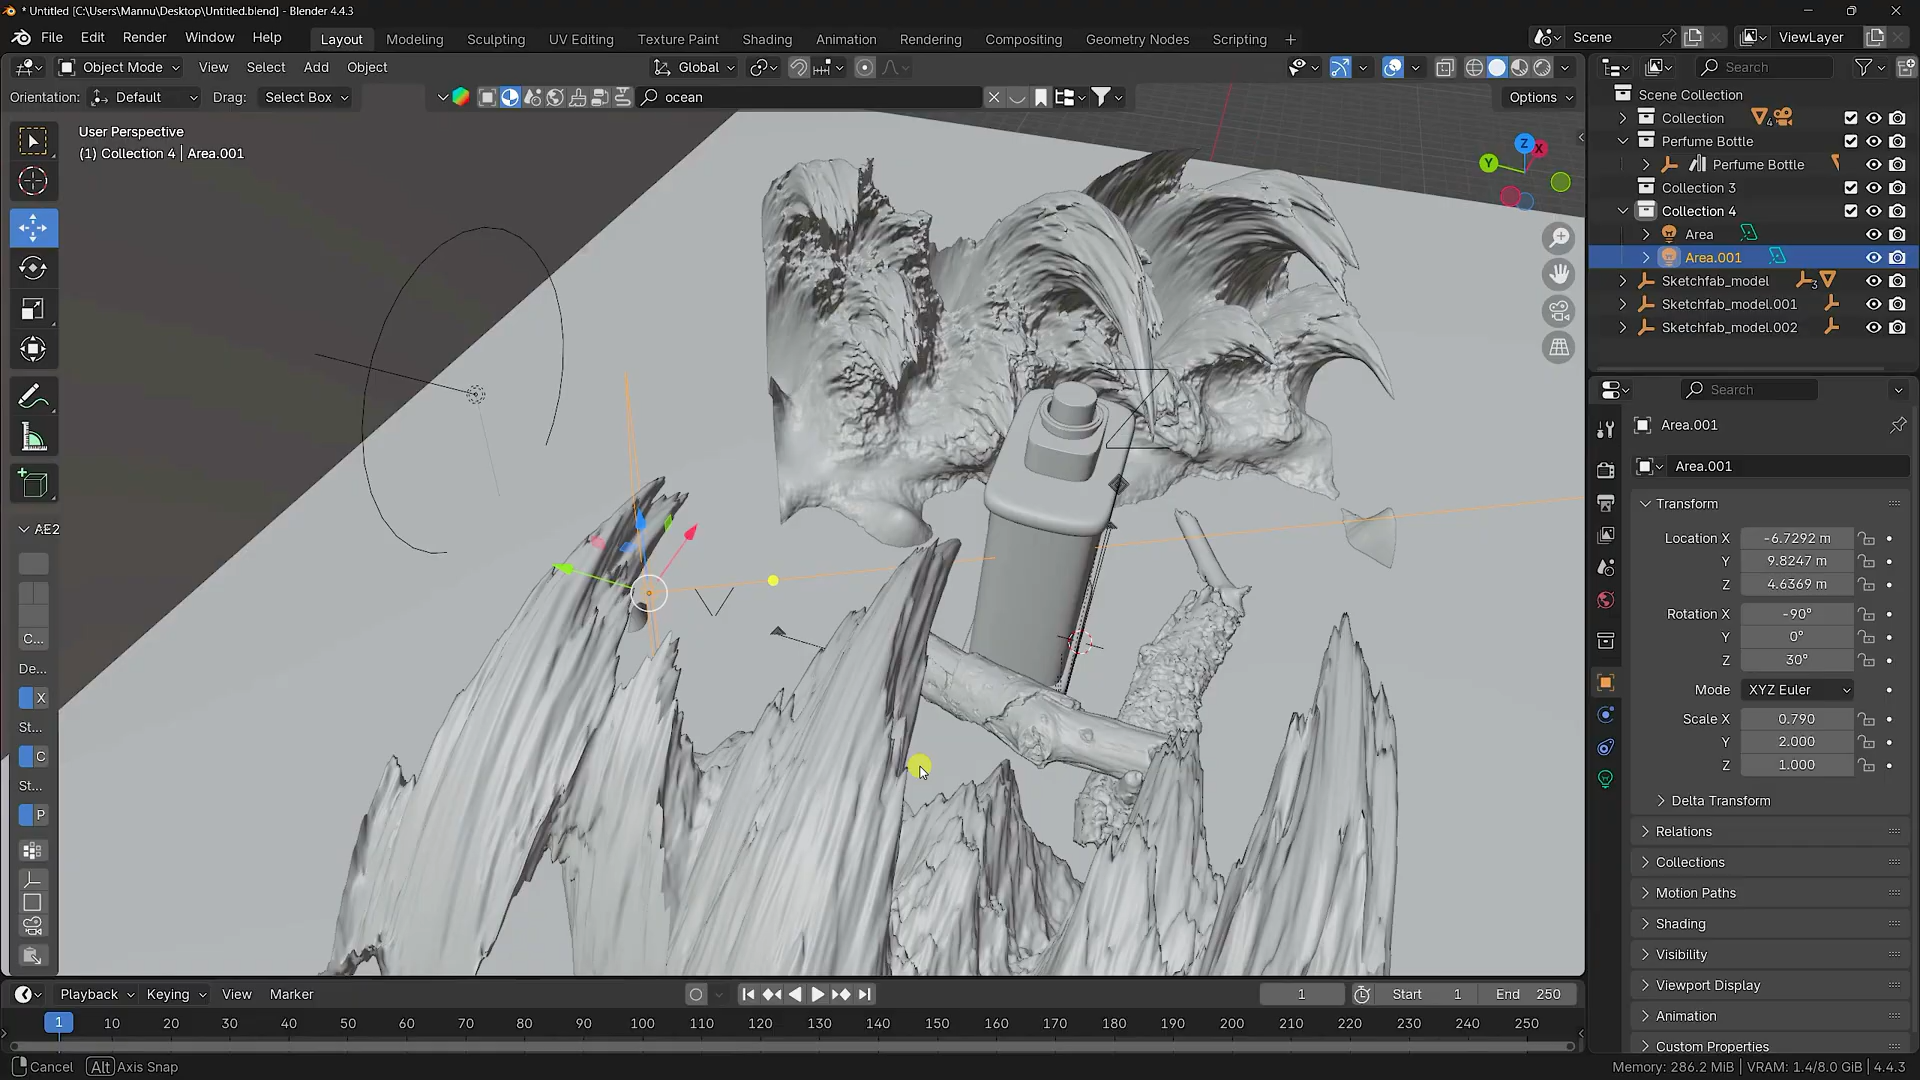 * Untitled [C:\Users\Mannu\Desktop\Untitled.blend] - Blender 4.4.3
File Edit Render Window Help
Layout Modeling Sculpting UV Editing Texture Paint Shading Animation Rendering Compositing Geometry Nodes Scripting
Scene
ViewLayer
Object Mode View Select Add Object
Global
Search
Orientation: Default Drag: Select Box
ocean
Options
User Perspective
(1) Collection 4 | Area.001
Z
X
Y
Scene Collection
Collection 4
Perfume Bottle
Perfume Bottle
Collection 3
Collection 4
Area
Area.001
Sketchfab_model 3
Sketchfab_model.001
Sketchfab_model.002
Search
Area.001
Area.001
Transform
Location X -6.7292 m
Y 9.8247 m
Z 4.6369 m
Rotation X -90°
Y 0°
Z 30°
Mode XYZ Euler
Scale X 0.790
Y 2.000
Z 1.000
Delta Transform
Relations
Collections
Motion Paths
Shading
Visibility
Viewport Display
Animation
Custom Properties
AE2
C...
De...
X
St...
C
St...
P
Playback Keying View Marker
1
Start 1
End 250
1 10 20 30 40 50 60 70 80 90 100 110 120 130 140 150 160 170 180 190 200 210 220 230 240 250
Cancel Alt Axis Snap
Memory: 286.2 MiB | VRAM: 1.4/8.0 GiB | 4.4.3